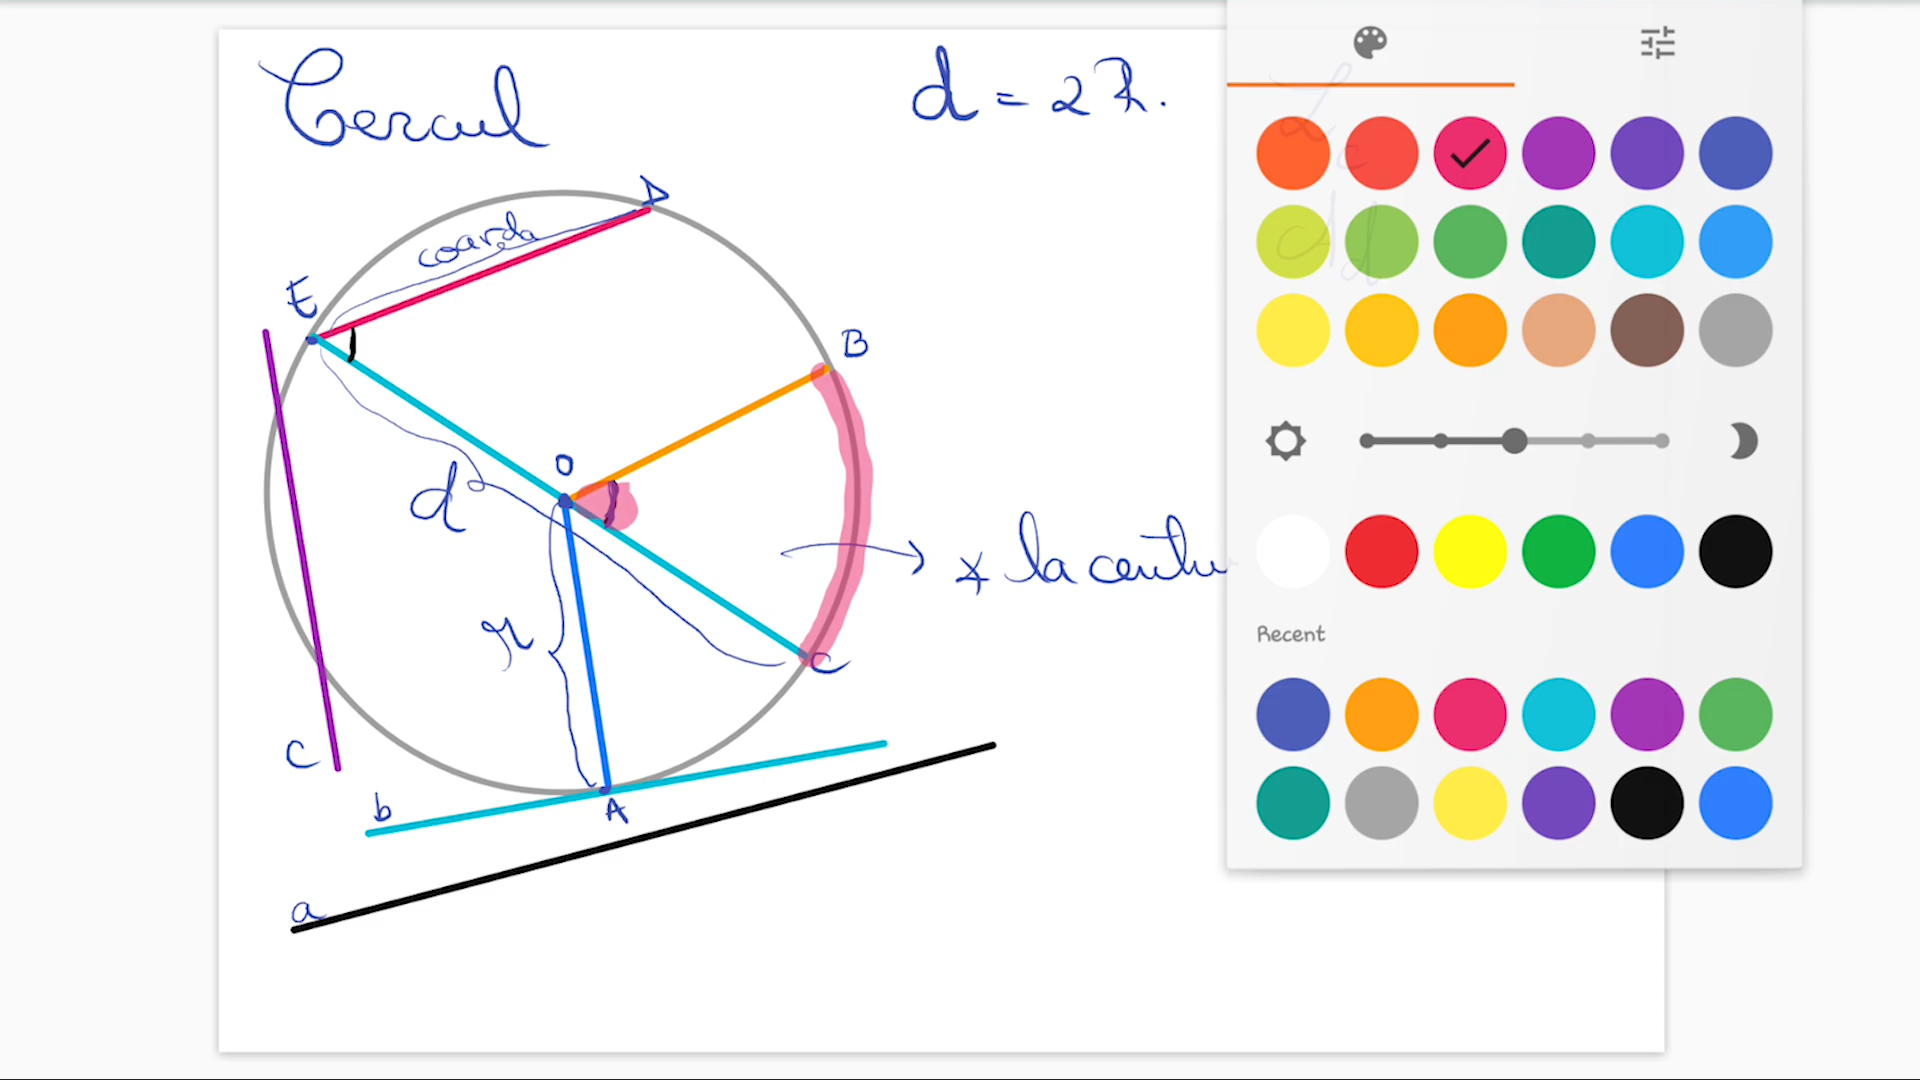 Cercul
d = 2R.
D
coarda
E
B
O
d
∢ la centru
r
C
C
b
A
a
Recent
L
c
A
d